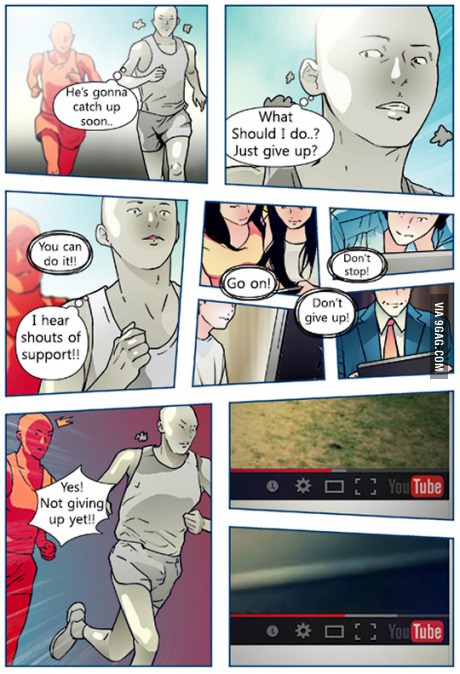 He's gonna
catch up
soon..
What
Should I do..?
Just give up?
You can
do it!!
I hear
shouts of
support!!
Go on!
Don't
stop!
Don't
give up!
VIA 9GAG.COM
Yes!
Not giving
up yet!!
YouTube
YouTube